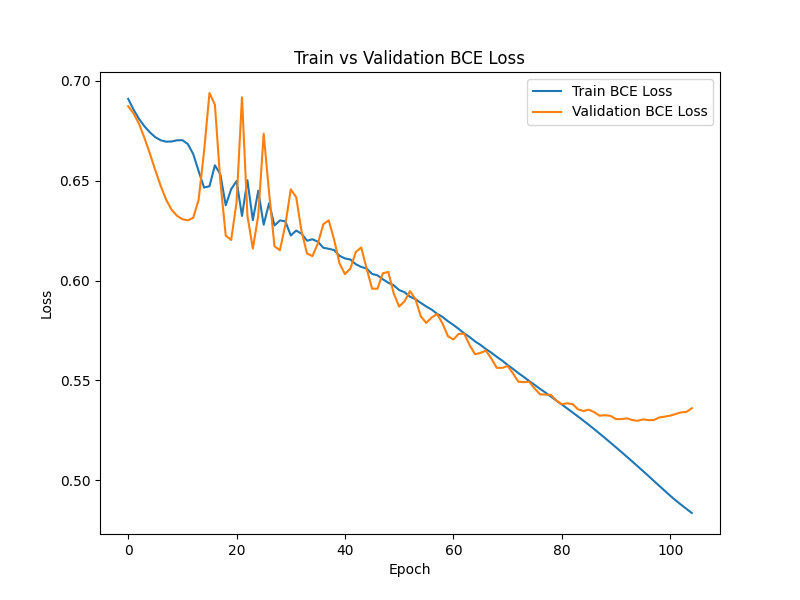 Train vs Validation BCE Loss
Train BCE Loss
Validation BCE Loss
0.70
0.65
0.60
0.55
0.50
Loss
0 20 40 60 80 100
Epoch